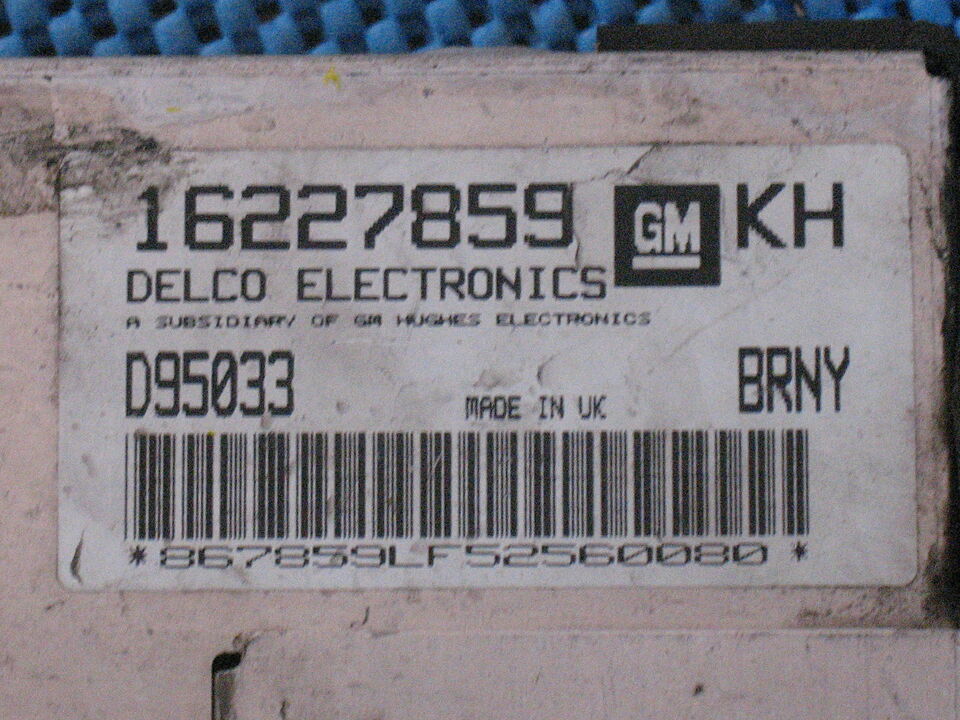 16227859 GM KH
DELCO ELECTRONICS
A SUBSIDIARY OF GM HUGHES ELECTRONICS
D95033 BRNY
MADE IN UK
*867859LF52560080*